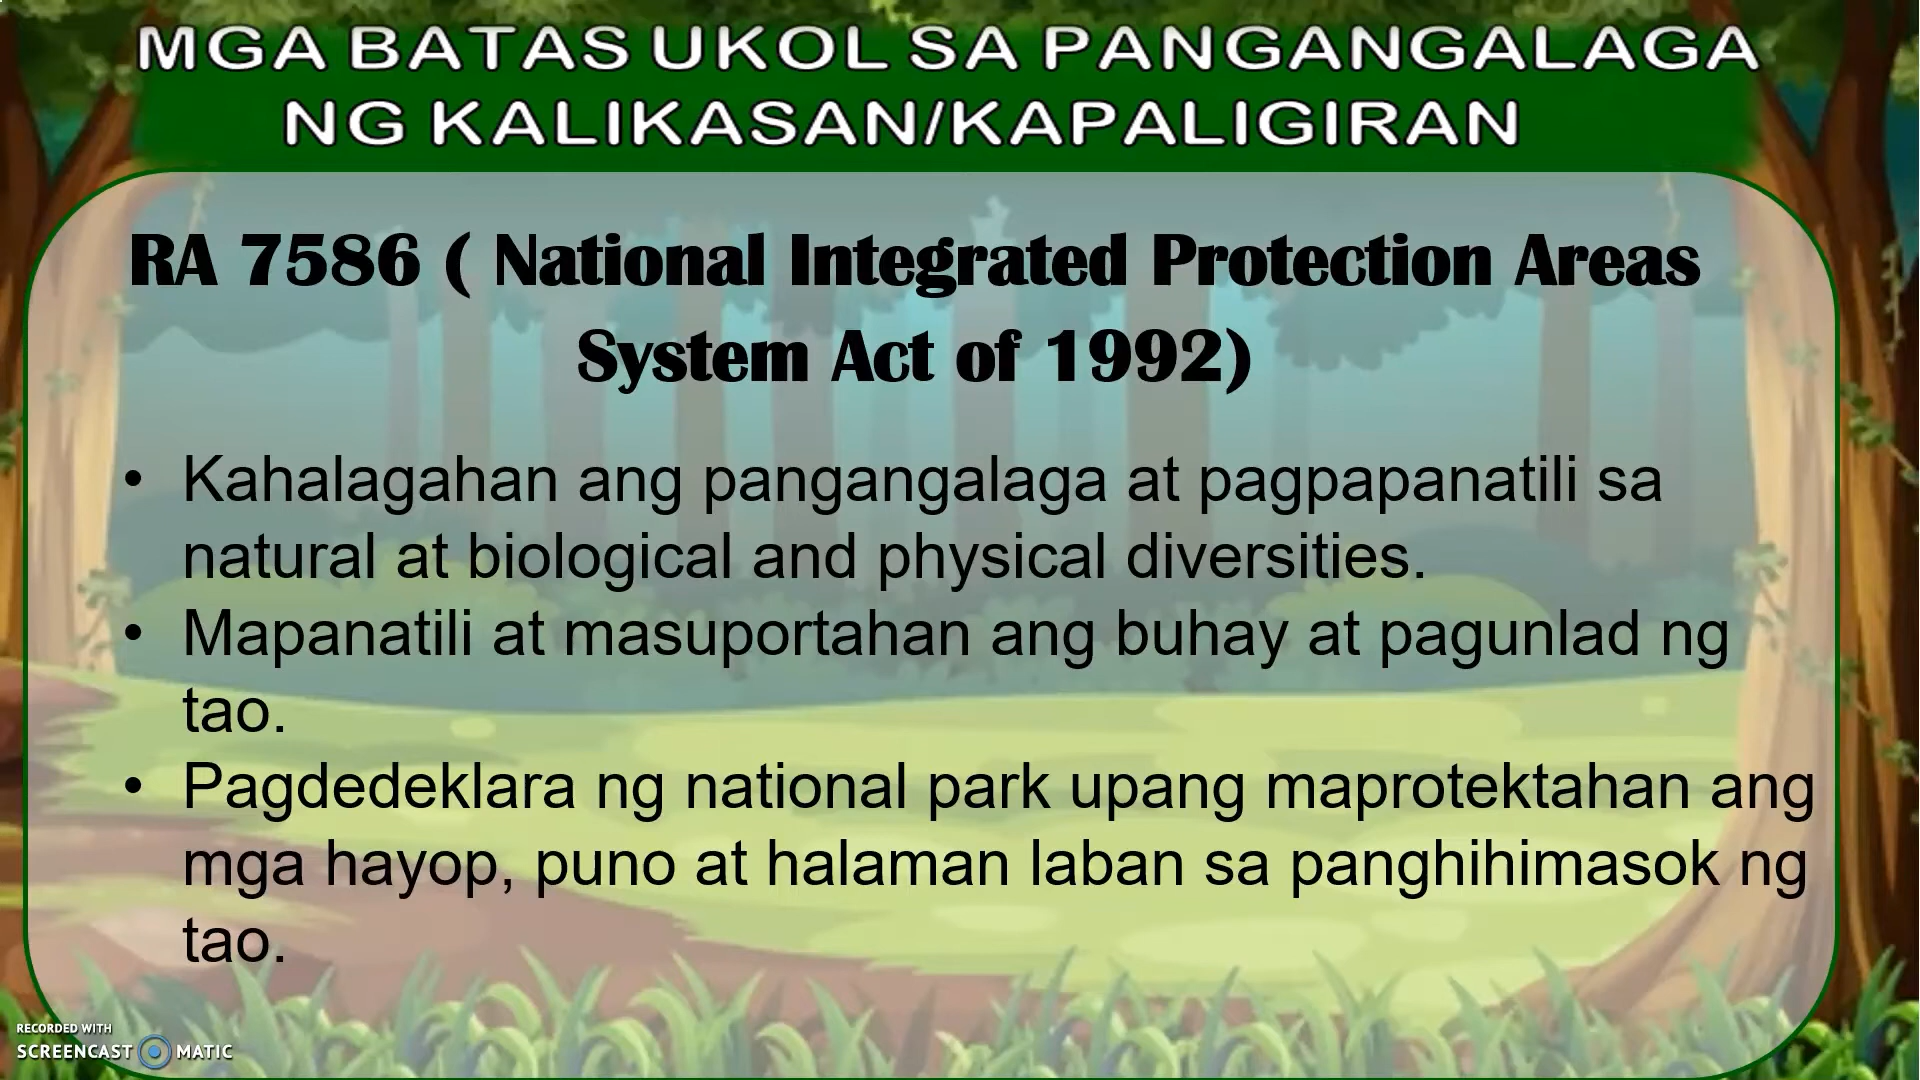 MGA BATAS UKOL SA PANGANGALAGA
NG KALIKASAN/KAPALIGIRAN
RA 7586 ( National Integrated Protection Areas
System Act of 1992)
• Kahalagahan ang pangangalaga at pagpapanatili sa
natural at biological and physical diversities.
• Mapanatili at masuportahan ang buhay at pagunlad ng
tao.
• Pagdedeklara ng national park upang maprotektahan ang
mga hayop, puno at halaman laban sa panghihimasok ng
tao.
RECORDED WITH
SCREENCAST MATIC